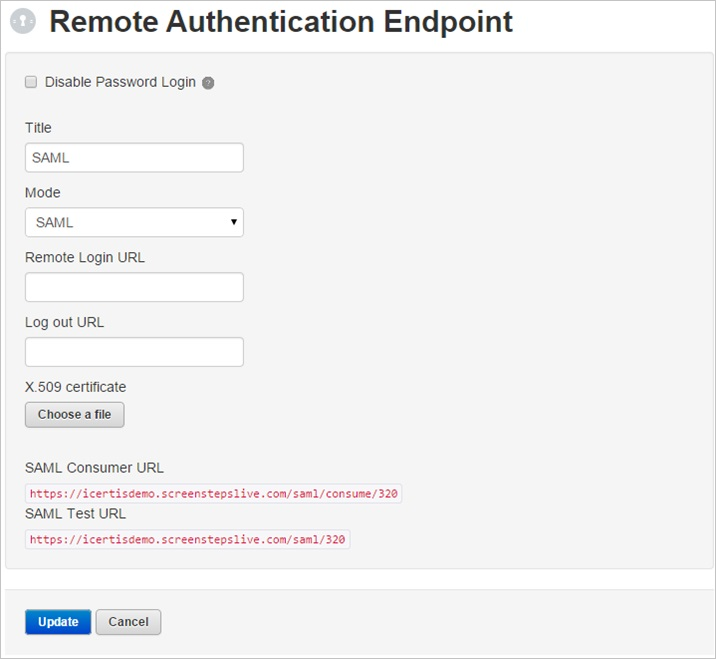 Remote Authentication Endpoint
Disable Password Login ?
Title
SAML
Mode
SAML
Remote Login URL
Log out URL
X.509 certificate
Choose a file
SAML Consumer URL
https://icertisdemo.screenstepslive.com/saml/consume/320
SAML Test URL
https://icertisdemo.screenstepslive.com/saml/320
Update Cancel